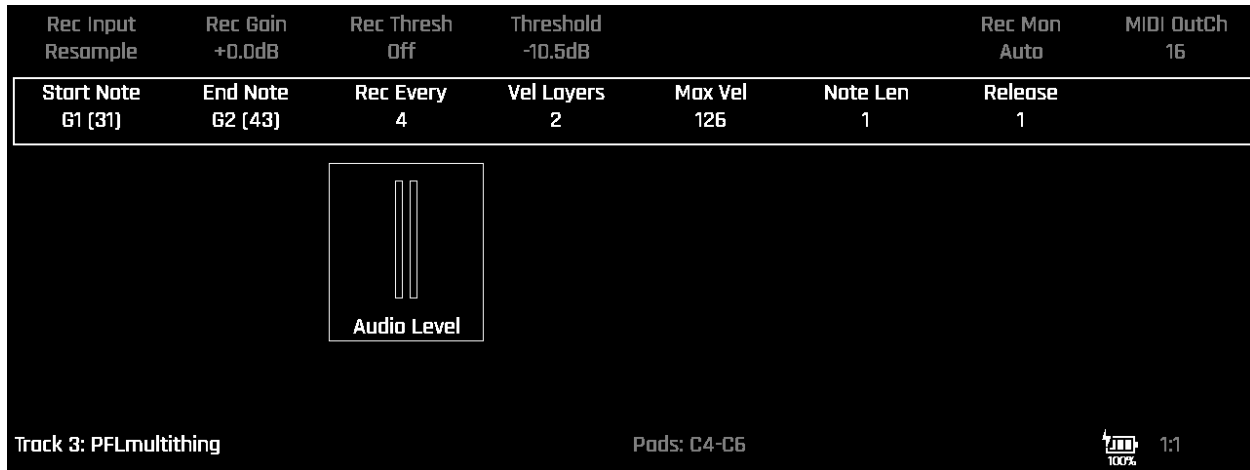 Rec Input Rec Gain Rec Thresh Threshold Rec Mon MIDI OutCh
Resample +0.0dB Off -10.5dB Auto 16
Start Note End Note Rec Every Vel Layers Max Vel Note Len Release
G1 (31) G2 (43) 4 2 126 1 1
Audio Level
Track 3: PFLmultithing Pads: C4-C6 1:1
100%